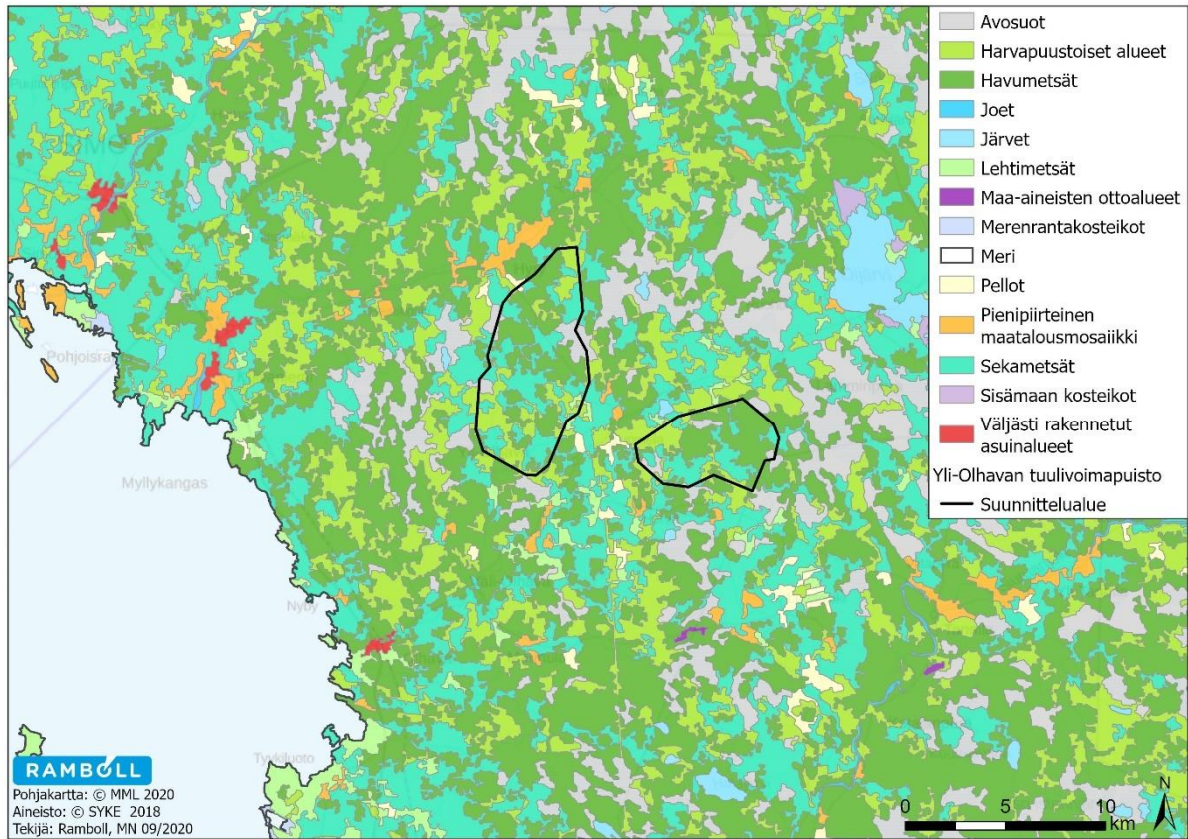 Avosuot
Harvapuustoiset alueet
Havumetsät
Joet
Järvet
Lehtimetsät
Maa-aineisten ottoalueet
Merenrantakosteikot
Meri
Pellot
Pienipiirteinen
maatalousmosaiikki
Sekametsät
Sisämaan kosteikot
Väljästi rakennetut
asuinalueet
Yli-Olhavan tuulivoimapuisto
Suunnittelualue
Myllykangas
Nyby
Tyvkiluoto
RAMBOLL
Pohjakartta: © MML 2020
Aineisto: © SYKE 2018
Tekijä: Ramboll, MN 09/2020
N
0 5 10
km